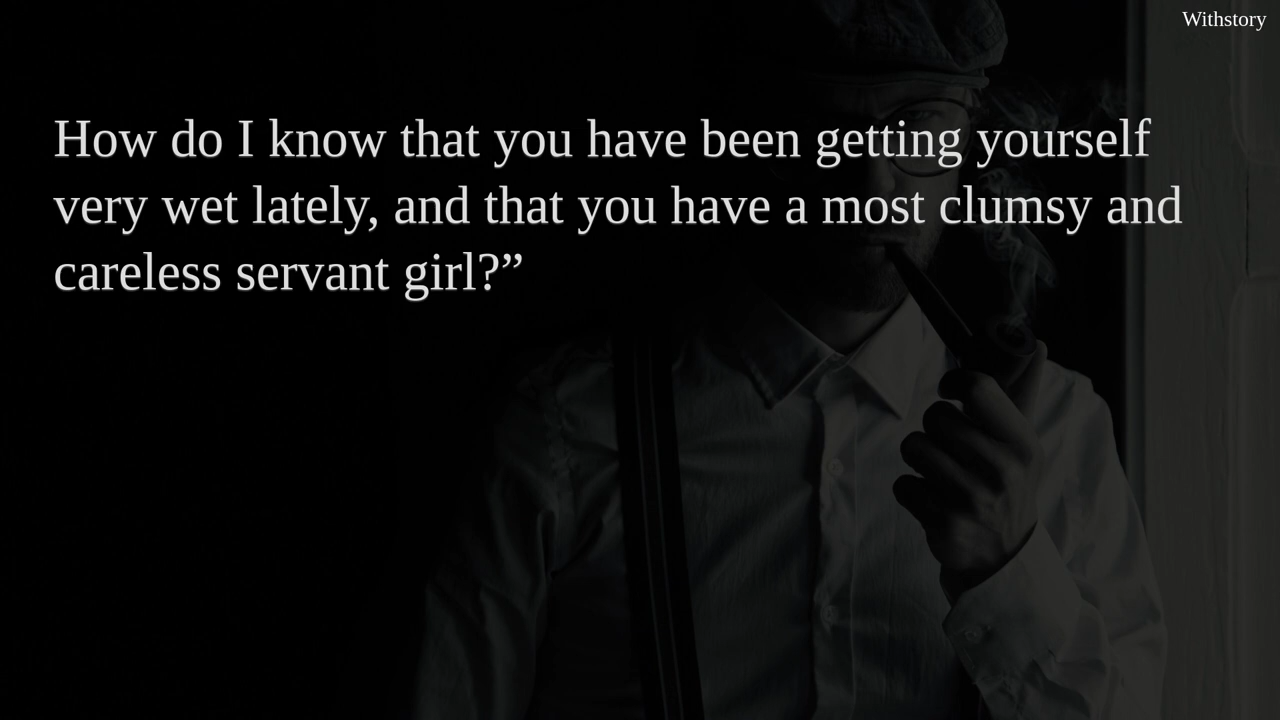 Withstory
How do I know that you have been getting yourself
very wet lately, and that you have a most clumsy and
careless servant girl?”